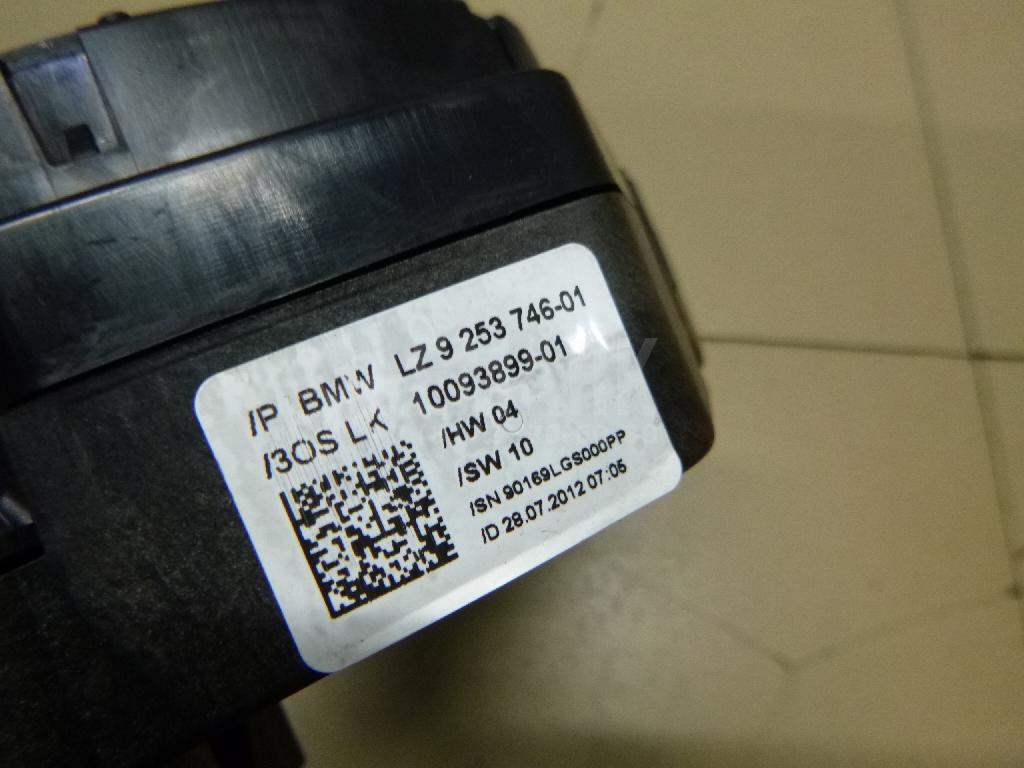 /P BMW LZ 9 253 746-01
/3OS LK 10093899-01
/HW 04
/SW 10
/SN 90169LGS000PP
/D 28.07.2012 07:05